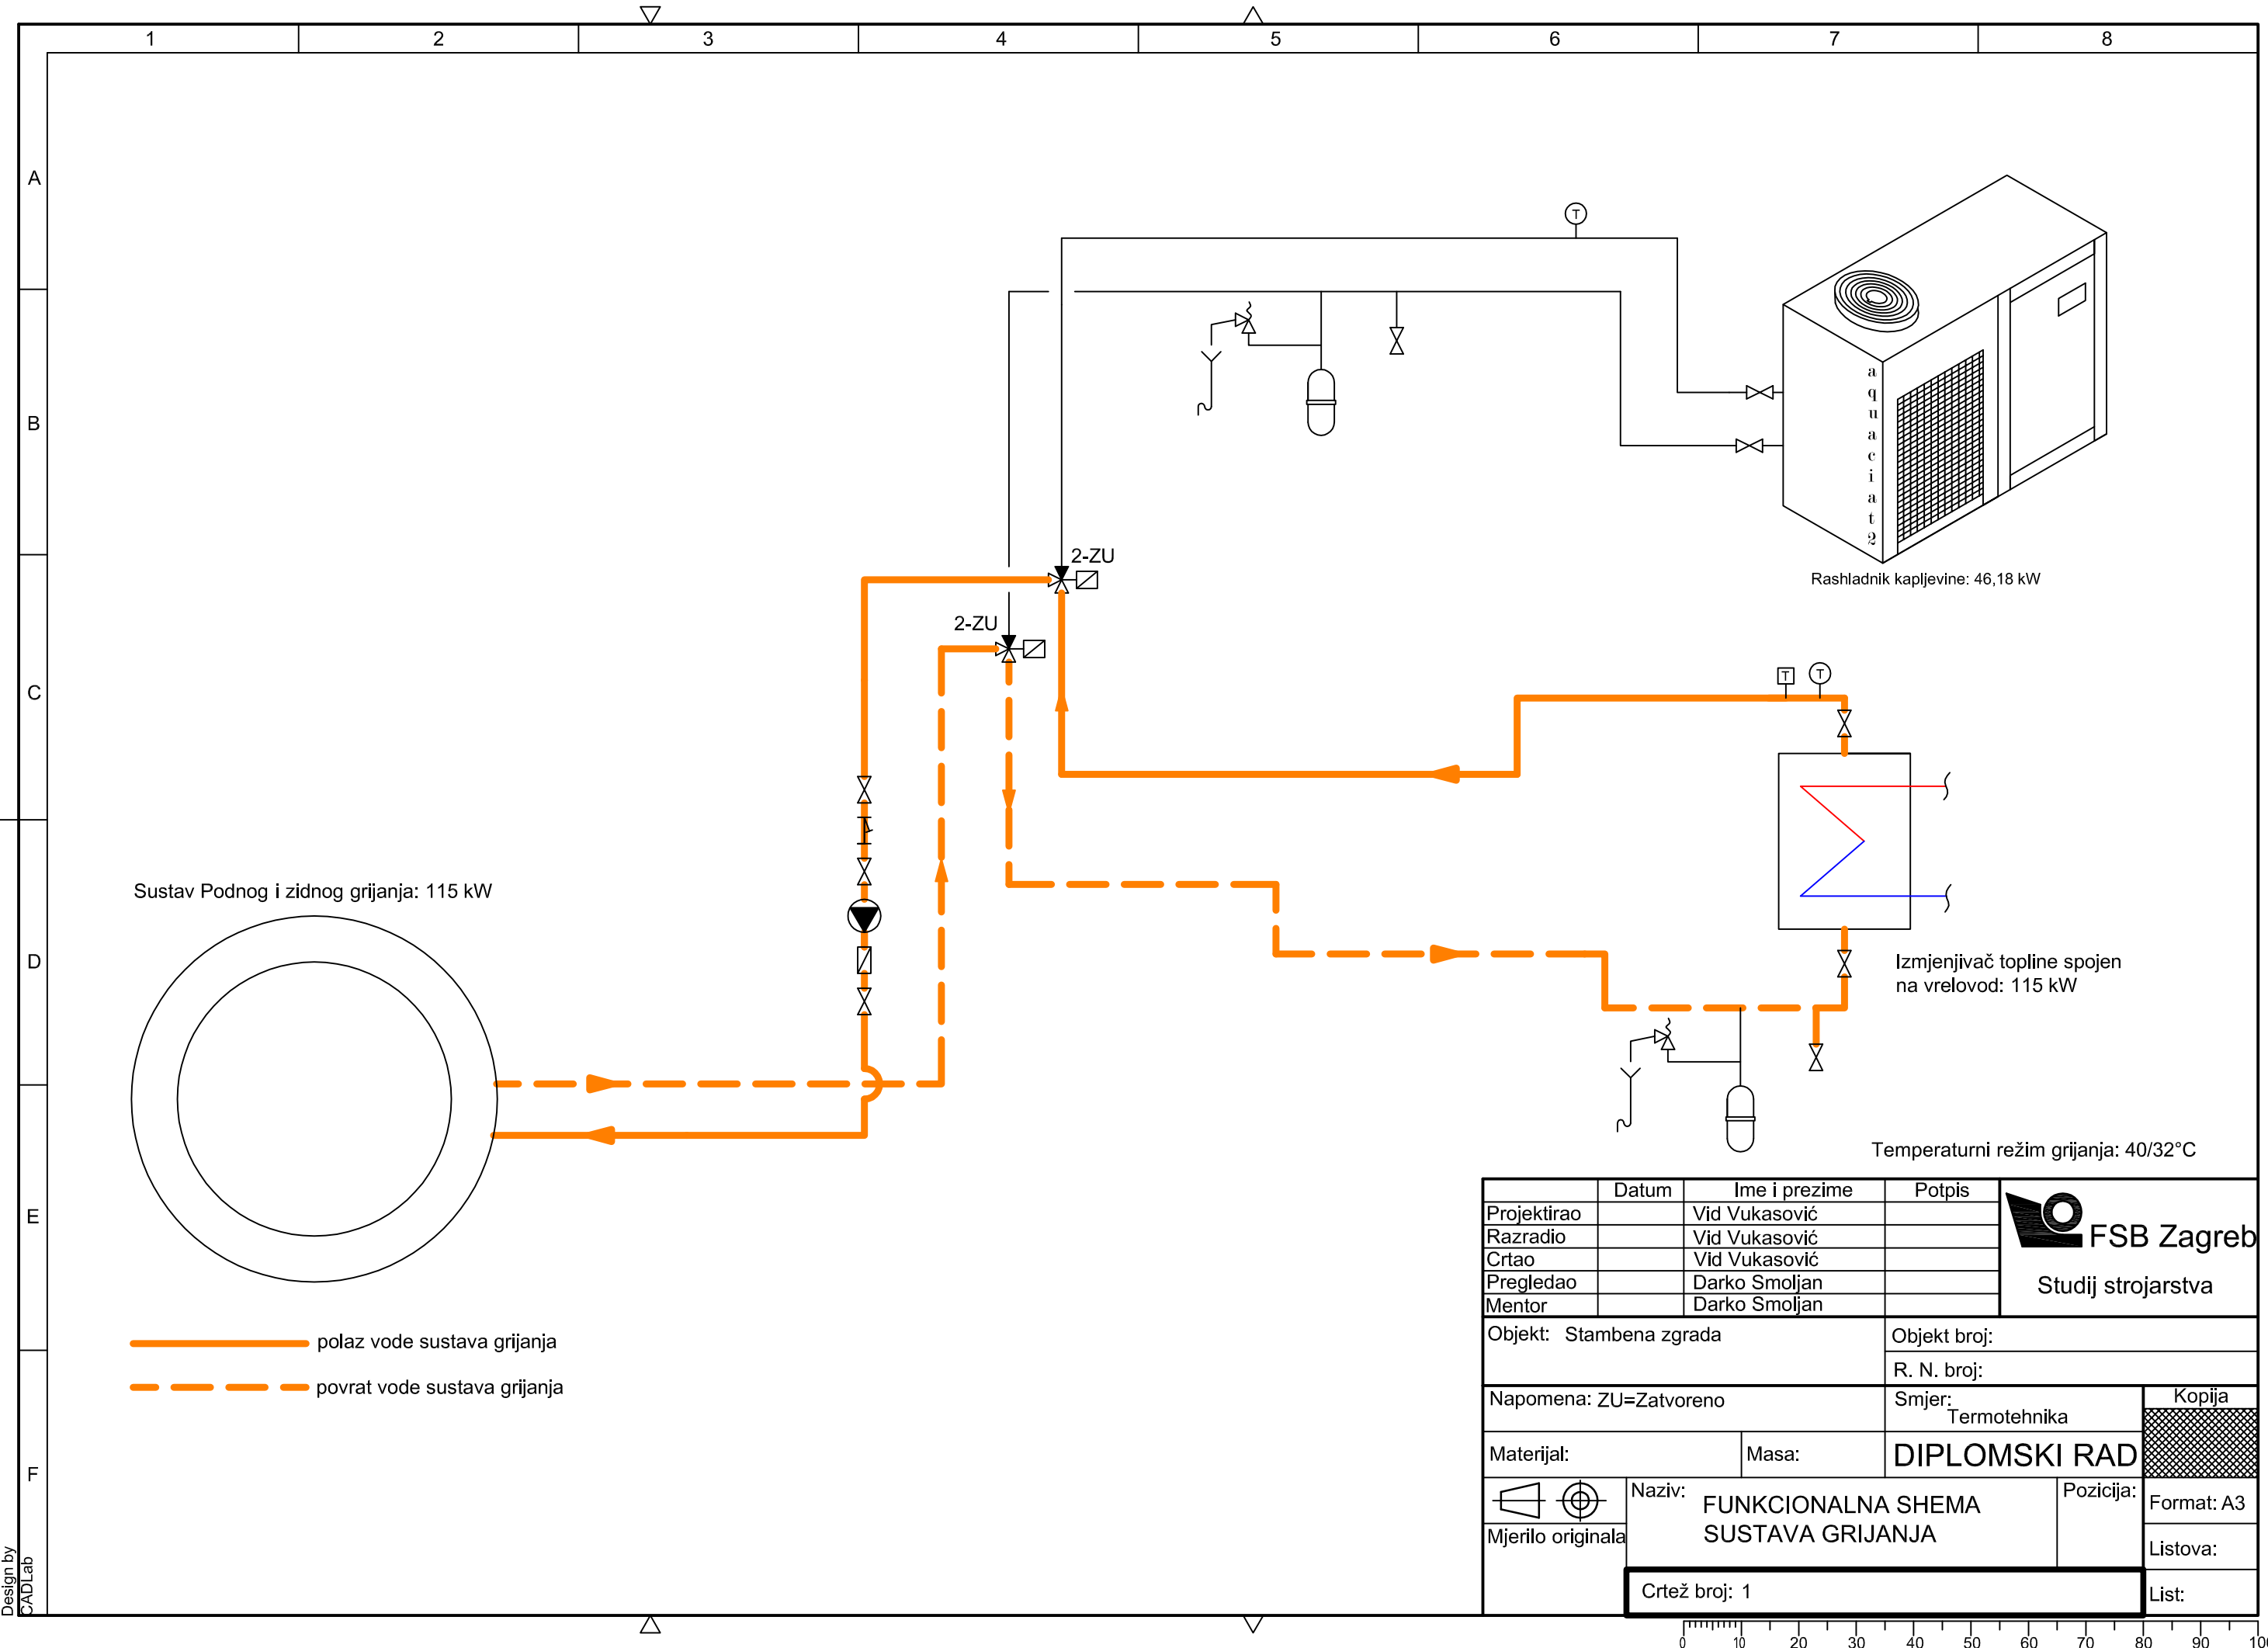 1 2 3 4 5 6 7 8
A
B
C
D
E
F
T
a
q
u
a
c
i
a
t
2
Rashladnik kapljevine: 46,18 kW
2-ZU
2-ZU
T T
Sustav Podnog i zidnog grijanja: 115 kW
Izmjenjivač topline spojen
na vrelovod: 115 kW
Temperaturni režim grijanja: 40/32°C
polaz vode sustava grijanja
povrat vode sustava grijanja
Datum Ime i prezime Potpis
Projektirao Vid Vukasović
Razradio Vid Vukasović
Crtao Vid Vukasović
Pregledao Darko Smoljan
Mentor Darko Smoljan
FSB Zagreb
Studij strojarstva
Objekt: Stambena zgrada
Objekt broj:
R. N. broj:
Napomena: ZU=Zatvoreno
Smjer:
Termotehnika
Kopija
Materijal: Masa: DIPLOMSKI RAD
Naziv: FUNKCIONALNA SHEMA
SUSTAVA GRIJANJA
Pozicija:
Format: A3
Mjerilo originala
Listova:
Crtež broj: 1
List:
Design by
CADLab
0 10 20 30 40 50 60 70 80 90 10